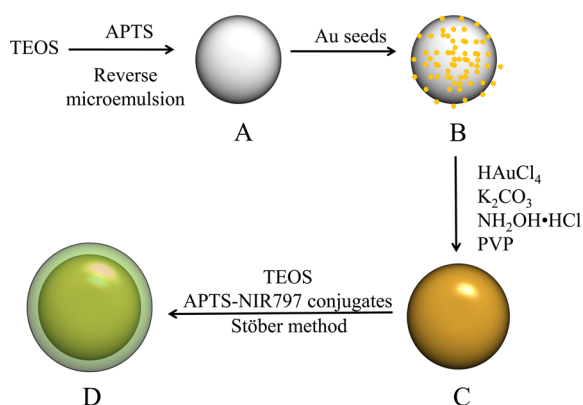 TEOS
APTS
Reverse
microemulsion
A
Au seeds
B
HAuCl₄
K₂CO₃
NH₂OH•HCl
PVP
TEOS
APTS-NIR797 conjugates
Stöber method
D
C